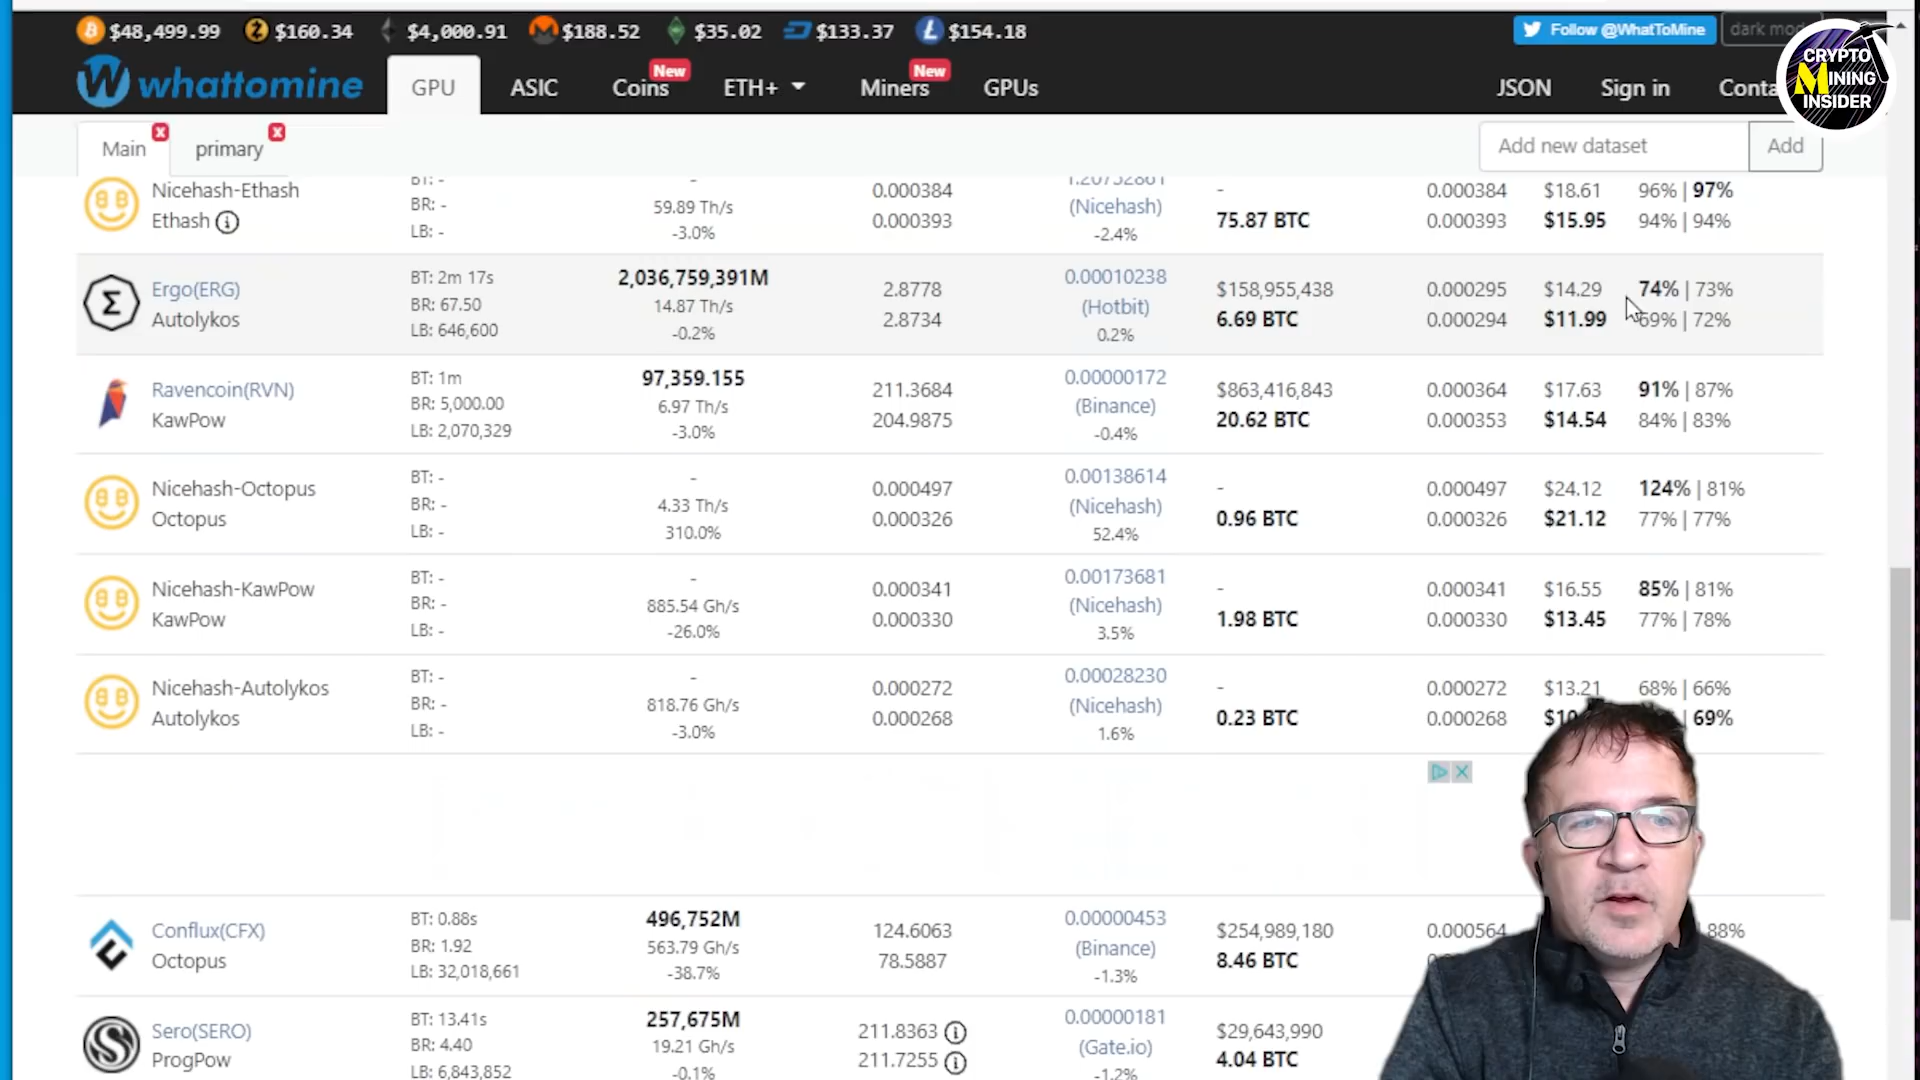 $48,499.99 $160.34 $4,000.91 $188.52 $35.02 $133.37 $154.18 Follow @WhatToMine
CRYPTO
MINING
INSIDER
whattomine GPU ASIC Coins New ETH+ Miners New GPUs JSON Sign in
Main x primary x Add new dataset Add
Nicehash-Ethash
Ethash
BR: -
LB: -
-
59.89 Th/s
-3.0%
0.000384
0.000393
(Nicehash)
-2.4%
-
75.87 BTC
0.000384
0.000393
$18.61
$15.95
96% | 97%
94% | 94%
Ergo(ERG)
Autolykos
BT: 2m 17s
BR: 67.50
LB: 646,600
2,036,759,391M
14.87 Th/s
-0.2%
2.8778
2.8734
0.00010238
(Hotbit)
0.2%
$158,955,438
6.69 BTC
0.000295
0.000294
$14.29
$11.99
74% | 73%
69% | 72%
Ravencoin(RVN)
KawPow
BT: 1m
BR: 5,000.00
LB: 2,070,329
97,359.155
6.97 Th/s
-3.0%
211.3684
204.9875
0.00000172
(Binance)
-0.4%
$863,416,843
20.62 BTC
0.000364
0.000353
$17.63
$14.54
91% | 87%
84% | 83%
Nicehash-Octopus
Octopus
BT: -
BR: -
LB: -
-
4.33 Th/s
310.0%
0.000497
0.000326
0.00138614
(Nicehash)
52.4%
-
0.96 BTC
0.000497
0.000326
$24.12
$21.12
124% | 81%
77% | 77%
Nicehash-KawPow
KawPow
BT: -
BR: -
LB: -
-
885.54 Gh/s
-26.0%
0.000341
0.000330
0.00173681
(Nicehash)
3.5%
-
1.98 BTC
0.000341
0.000330
$16.55
$13.45
85% | 81%
77% | 78%
Nicehash-Autolykos
Autolykos
BT: -
BR: -
LB: -
-
818.76 Gh/s
-3.0%
0.000272
0.000268
0.00028230
(Nicehash)
1.6%
-
0.23 BTC
0.000272
0.000268
$13.21
68% | 66%
69%
Conflux(CFX)
Octopus
BT: 0.88s
BR: 1.92
LB: 32,018,661
496,752M
563.79 Gh/s
-38.7%
124.6063
78.5887
0.00000453
(Binance)
-1.3%
$254,989,180
8.46 BTC
0.000564
88%
Sero(SERO)
ProgPow
BT: 13.41s
BR: 4.40
LB: 6,843,852
257,675M
19.21 Gh/s
-0.1%
211.8363
211.7255
0.00000181
(Gate.io)
-1.2%
$29,643,990
4.04 BTC